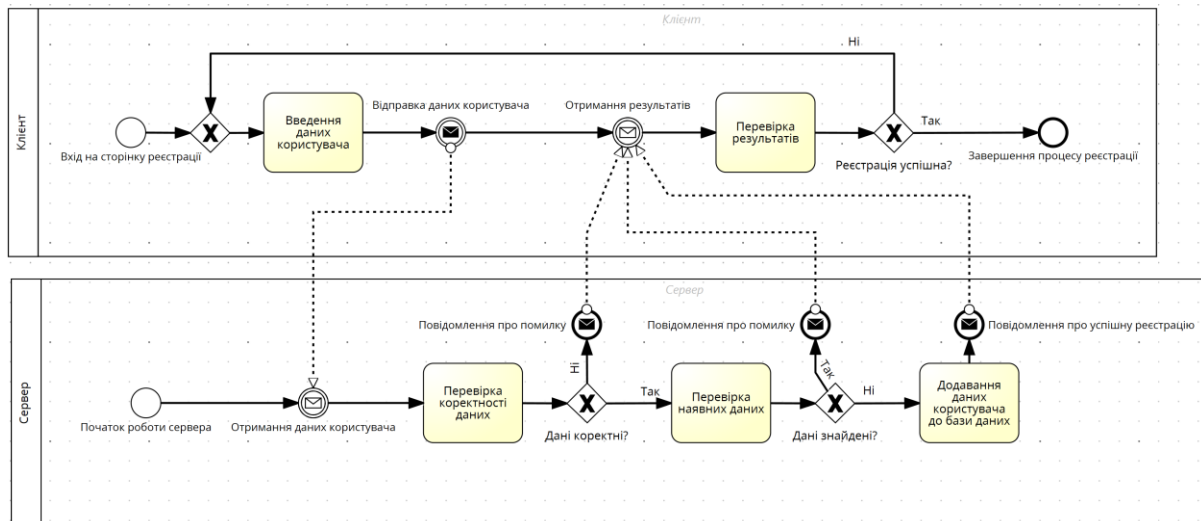 Клієнт
Клієнт
Ні
Відправка даних користувача
Отримання результатів
Введення
даних
користувача
Перевірка
результатів
Так
Вхід на сторінку реєстрації
Реєстрація успішна?
Завершення процесу реєстрації
Сервер
Сервер
Повідомлення про помилку
Повідомлення про помилку
Повідомлення про успішну реєстрацію
Ні
Так
Перевірка
коректності
даних
Так
Перевірка
наявних даних
Ні
Додавання
даних
користувача
до бази даних
Початок роботи сервера
Отримання даних користувача
Дані коректні?
Дані знайдені?